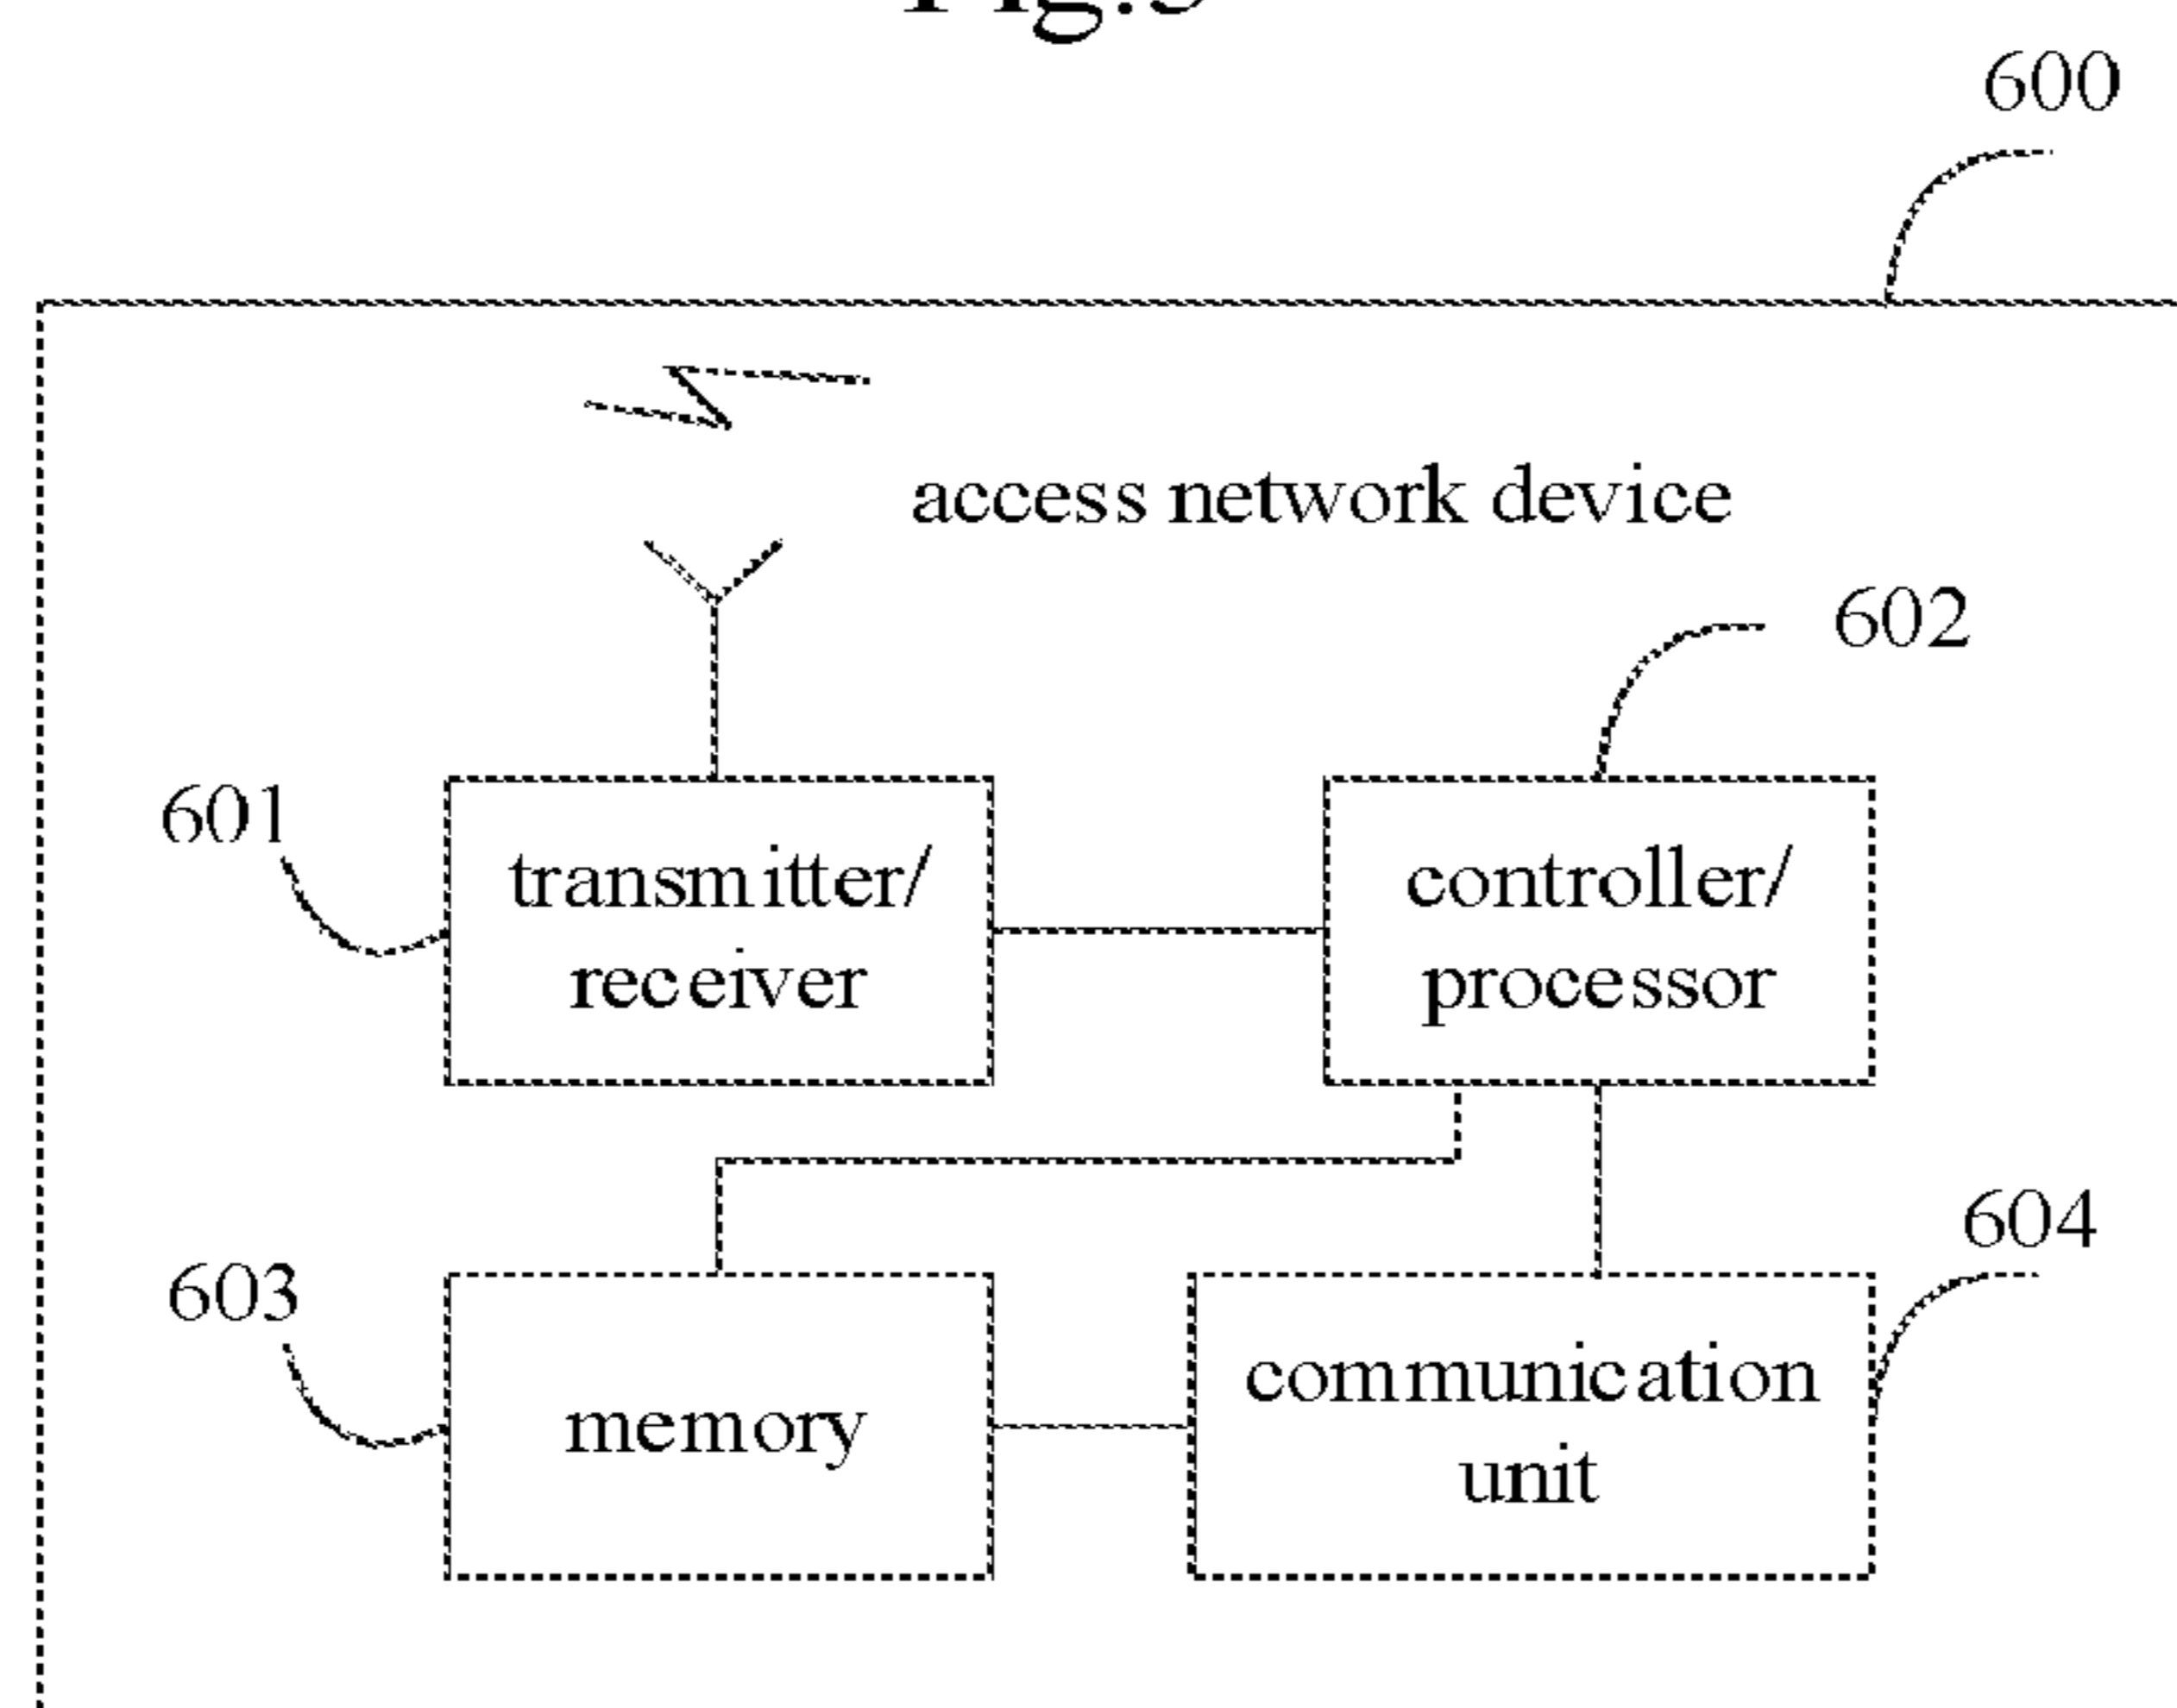 600
access network device
602
601
transmitter/
receiver
controller/
processor
604
603
memory
communication
unit